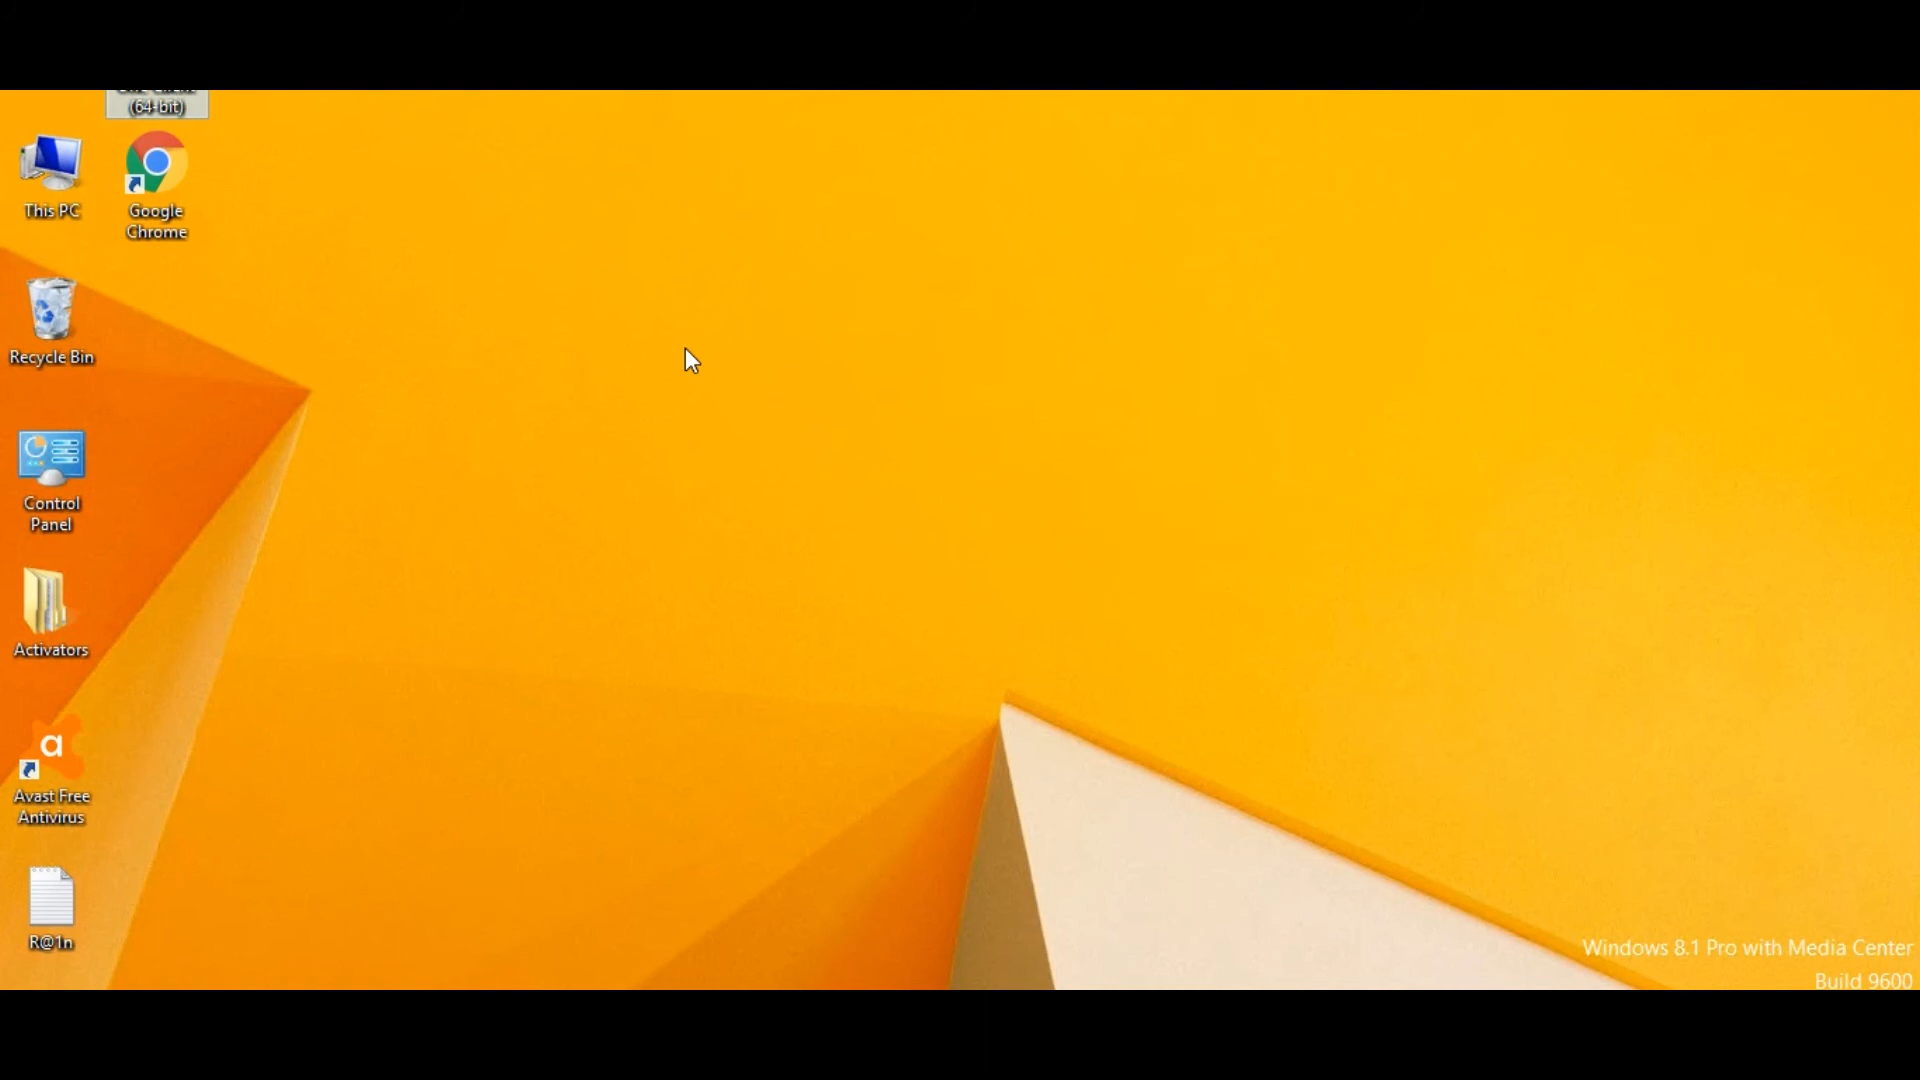 (64-bit)
This PC
Google
Chrome
Recycle Bin
Control
Panel
Activators
a
Avast Free
Antivirus
R@1n
Windows 8.1 Pro with Media Center
Build 9600